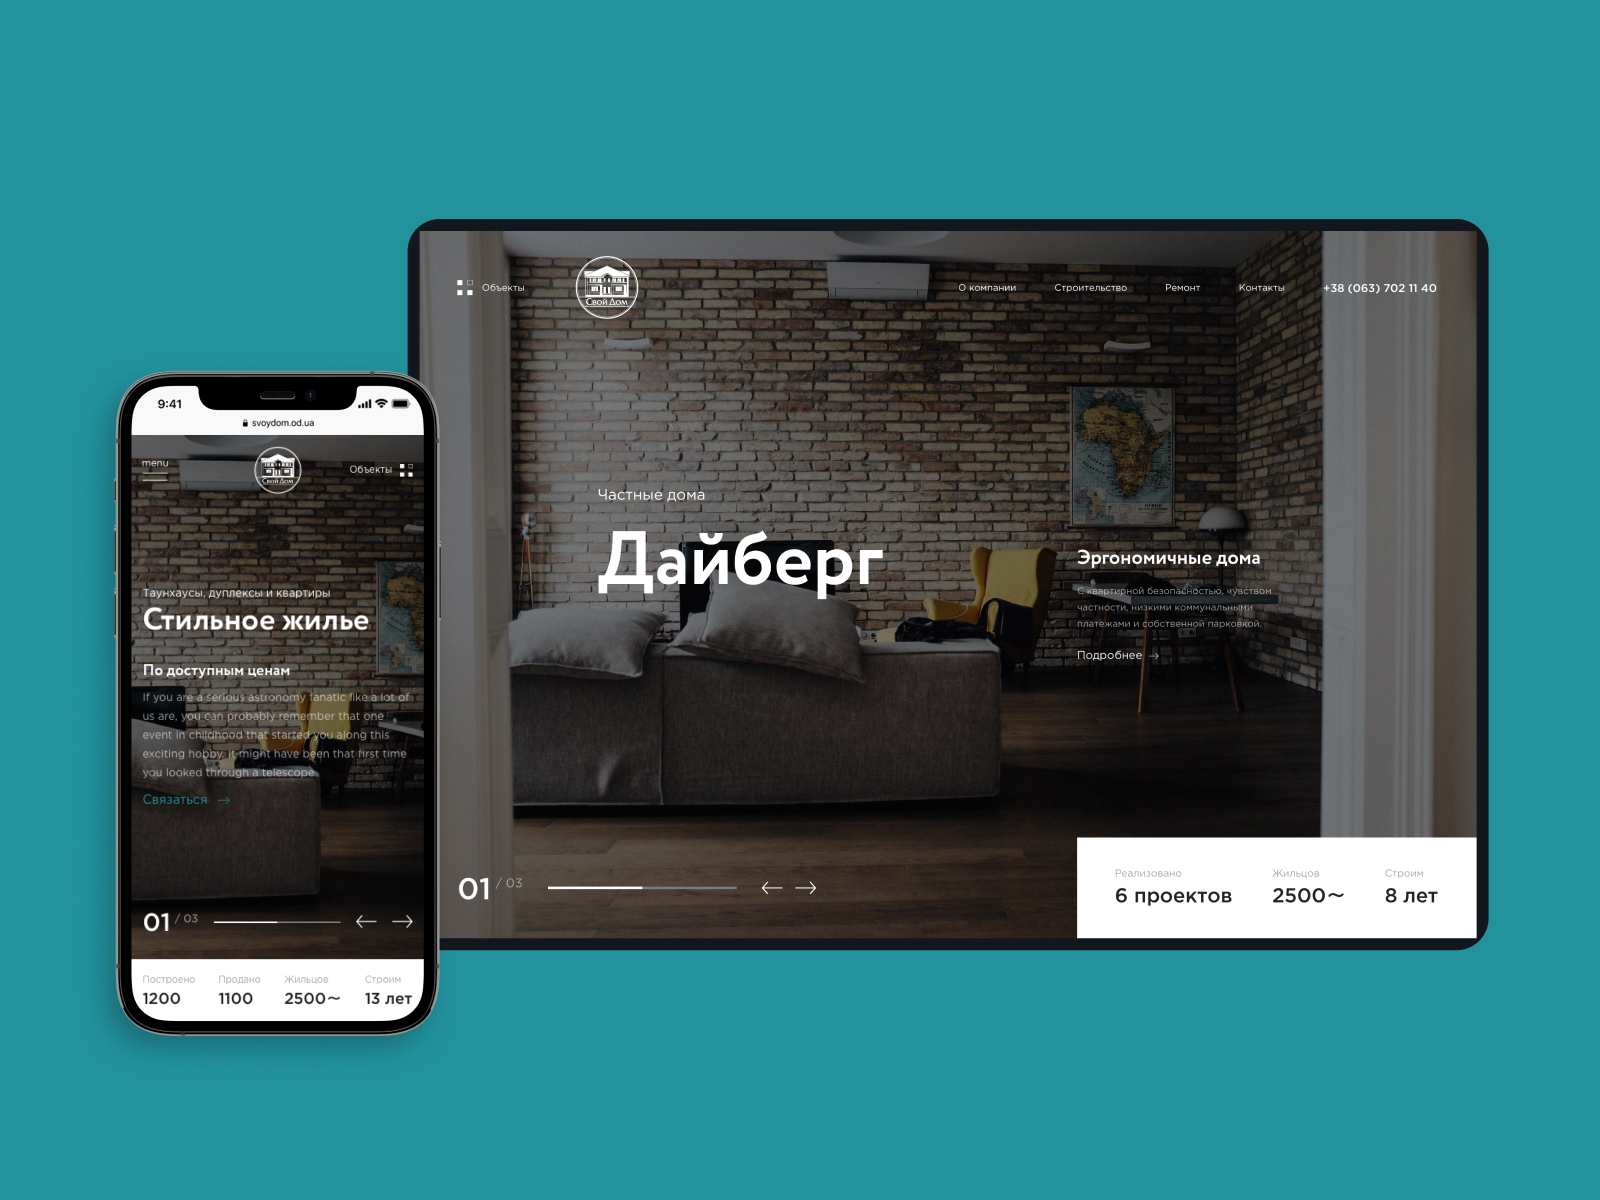 Объекты
Свой Дом
О компании
Строительство
Ремонт
Контакты
+38 (063) 702 11 40
Частные дома
Дайберг
Эргономичные дома
С квартирной безопасностью, чувством
частности, низкими коммунальными
платежами и собственной парковкой.
Подробнее
01 / 03
Реализовано
6 проектов
Жильцов
2500~
Строим
8 лет
9:41
svoydom.od.ua
menu
Свой Дом
Объекты
Таунхаусы, дуплексы и квартиры
Стильное жилье
По доступным ценам
If you are a serious astronomy fanatic like a lot of
us are, you can probably remember that one
event in childhood that started you along this
exciting hobby. It might have been that first time
you looked through a telescope.
Связаться
01 / 03
Построено
1200
Продано
1100
Жильцов
2500~
Строим
13 лет